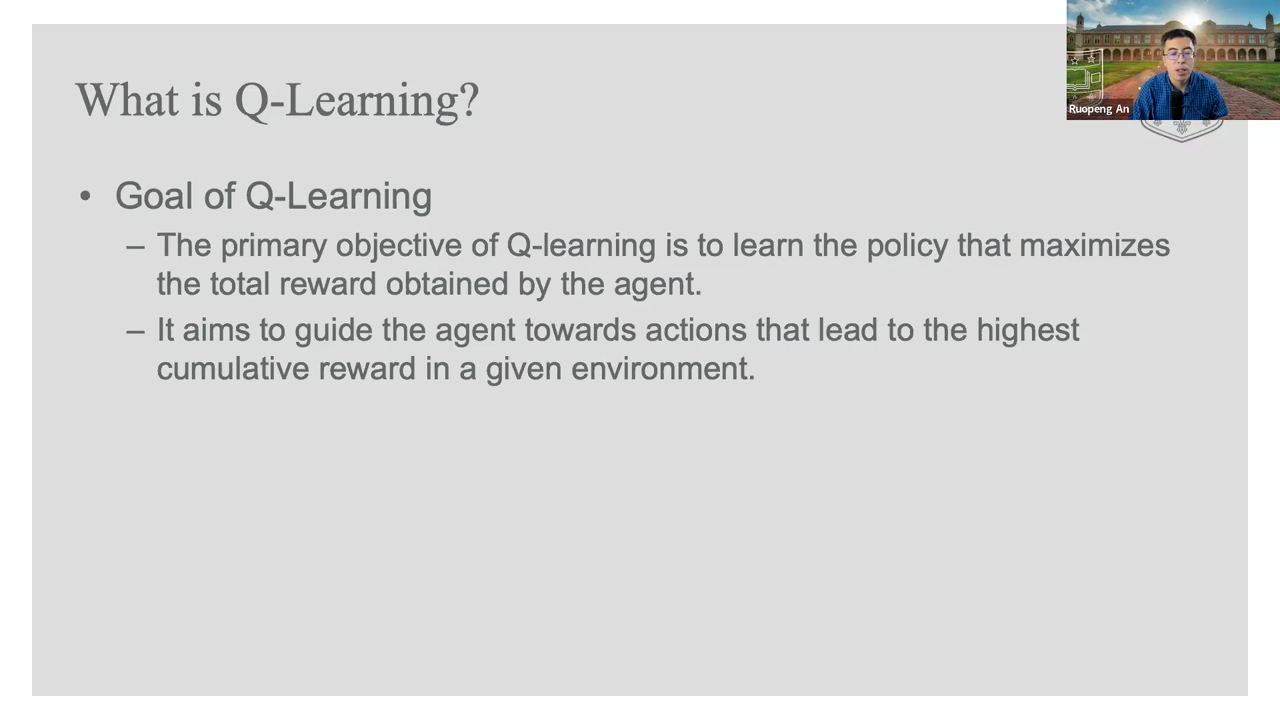 What is Q-Learning?
Ruopeng An
• Goal of Q-Learning
– The primary objective of Q-learning is to learn the policy that maximizes
the total reward obtained by the agent.
– It aims to guide the agent towards actions that lead to the highest
cumulative reward in a given environment.